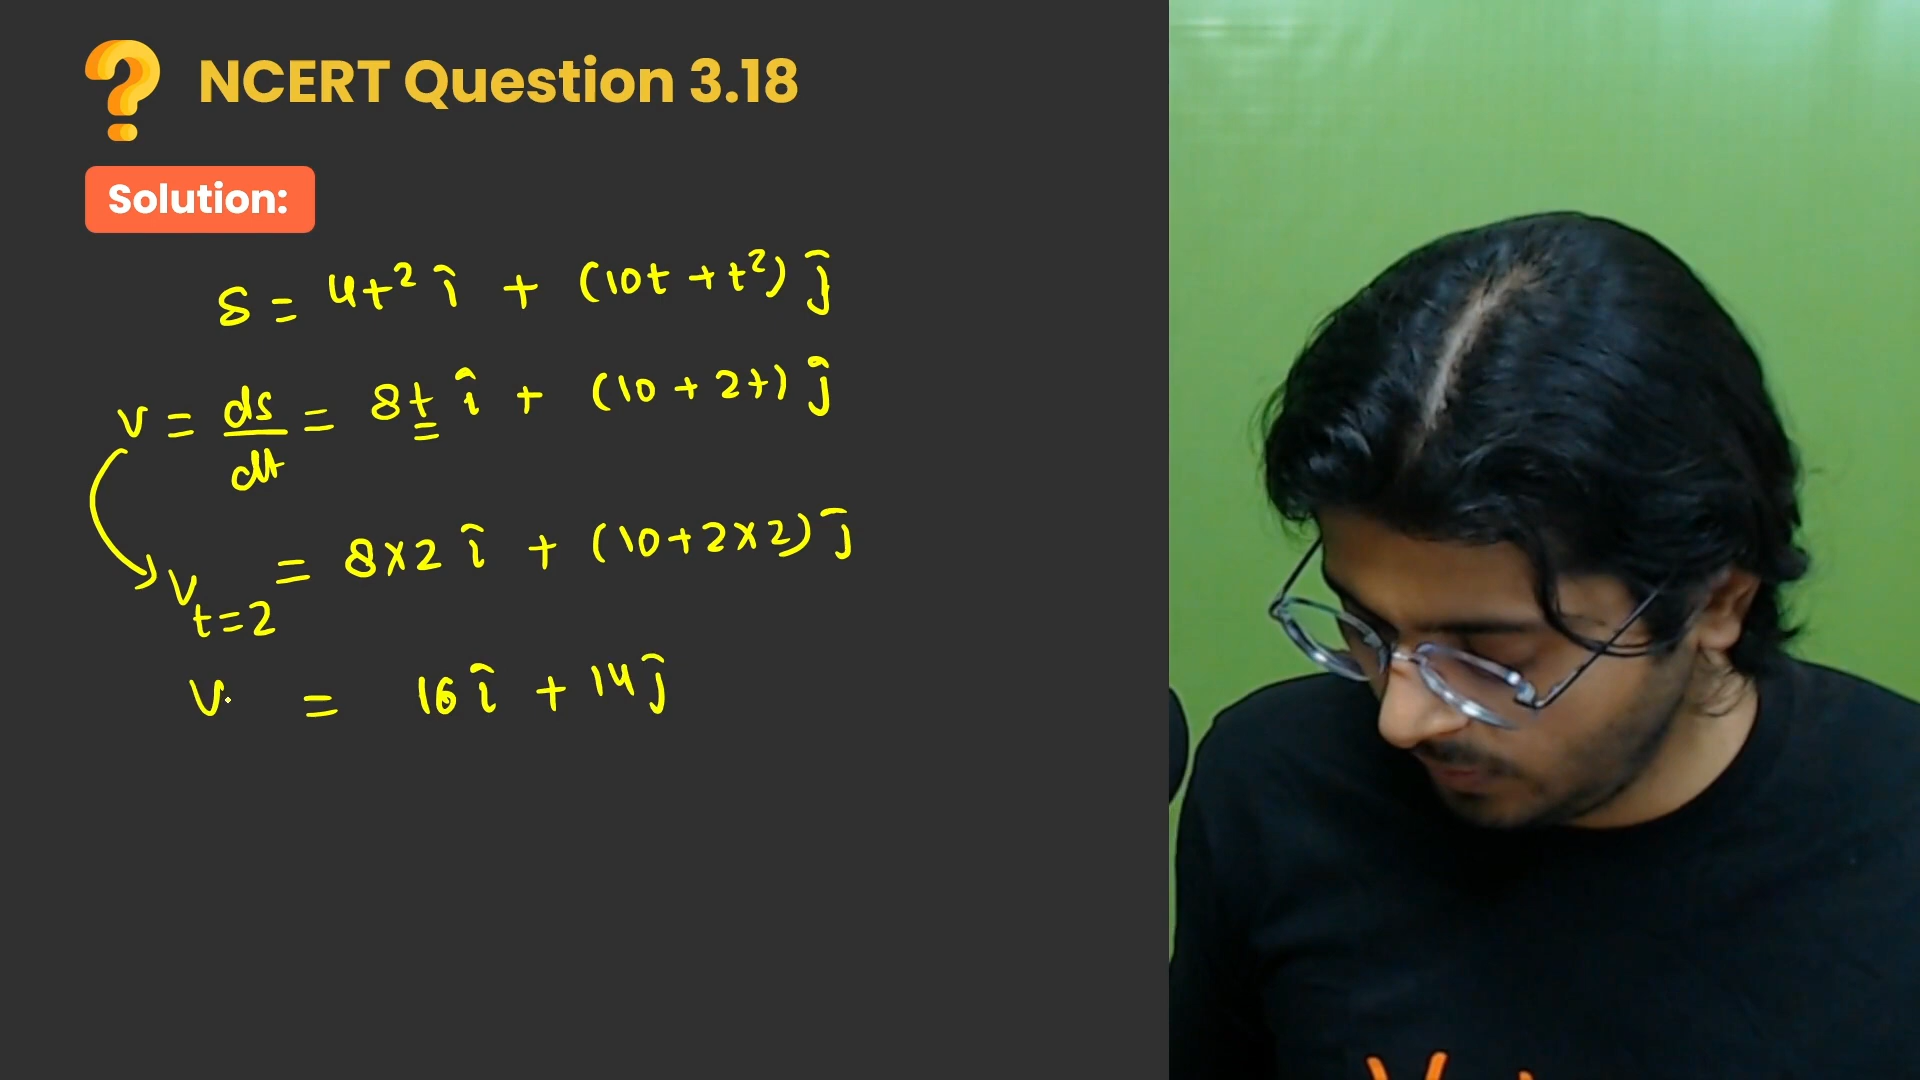 NCERT Question 3.18
Solution:
s = 4t² î + (10t + t²) ĵ
v = ds/dt = 8t î + (10 + 2t) ĵ
v t=2 = 8×2 î + (10+2×2) ĵ
v = 16 î + 14 ĵ